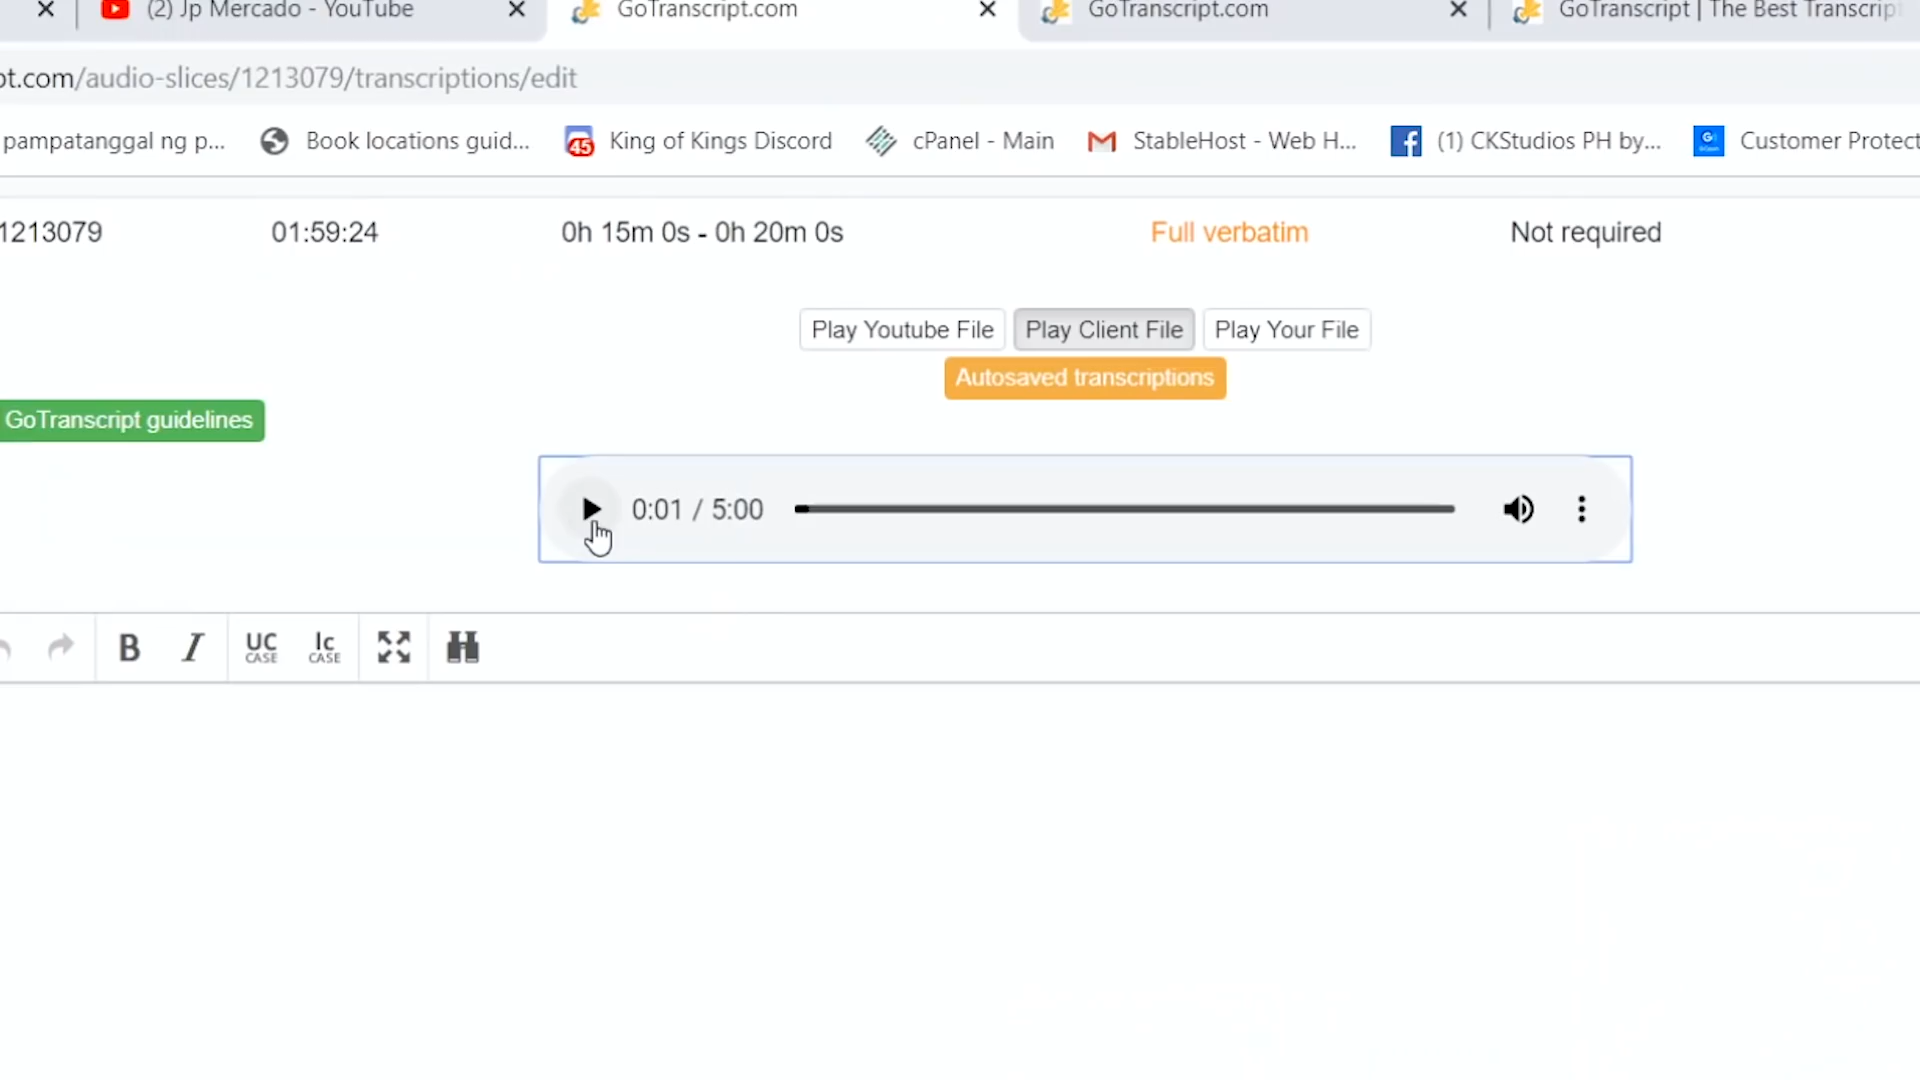 (2) Jp Mercado - YouTube GoTranscript.com GoTranscript.com GoTranscript | The Best Transcrip
ot.com/audio-slices/1213079/transcriptions/edit
pampatanggal ng p... Book locations guid... 45 King of Kings Discord cPanel - Main StableHost - Web H... (1) CKStudios PH by... Customer Protect
1213079 01:59:24 0h 15m 0s - 0h 20m 0s Full verbatim Not required
Play Youtube File Play Client File Play Your File
Autosaved transcriptions
GoTranscript guidelines
0:01 / 5:00
B I UC CASE lc CASE